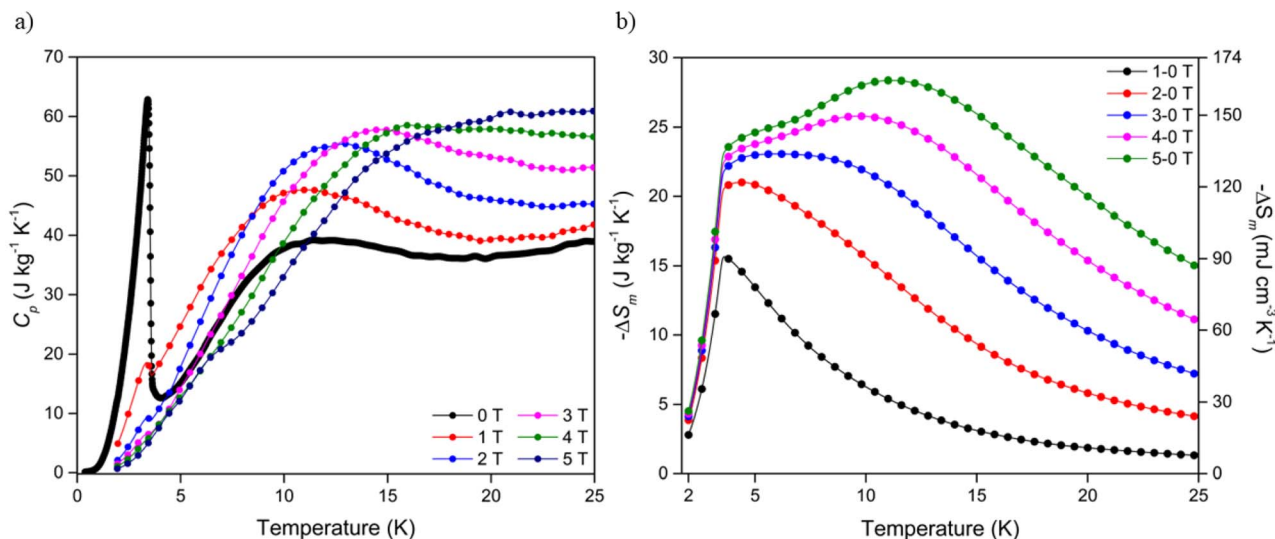 a)
70
60
50
40
30
20
10
0
C_p (J kg⁻¹ K⁻¹)
0 T
1 T
2 T
3 T
4 T
5 T
0
5
10
15
20
25
Temperature (K)
b)
30
25
20
15
10
5
0
-ΔS_m (J kg⁻¹ K⁻¹)
1-0 T
2-0 T
3-0 T
4-0 T
5-0 T
174
150
120
90
60
30
0
-ΔS_m (mJ cm⁻³ K⁻¹)
2
5
10
15
20
25
Temperature (K)